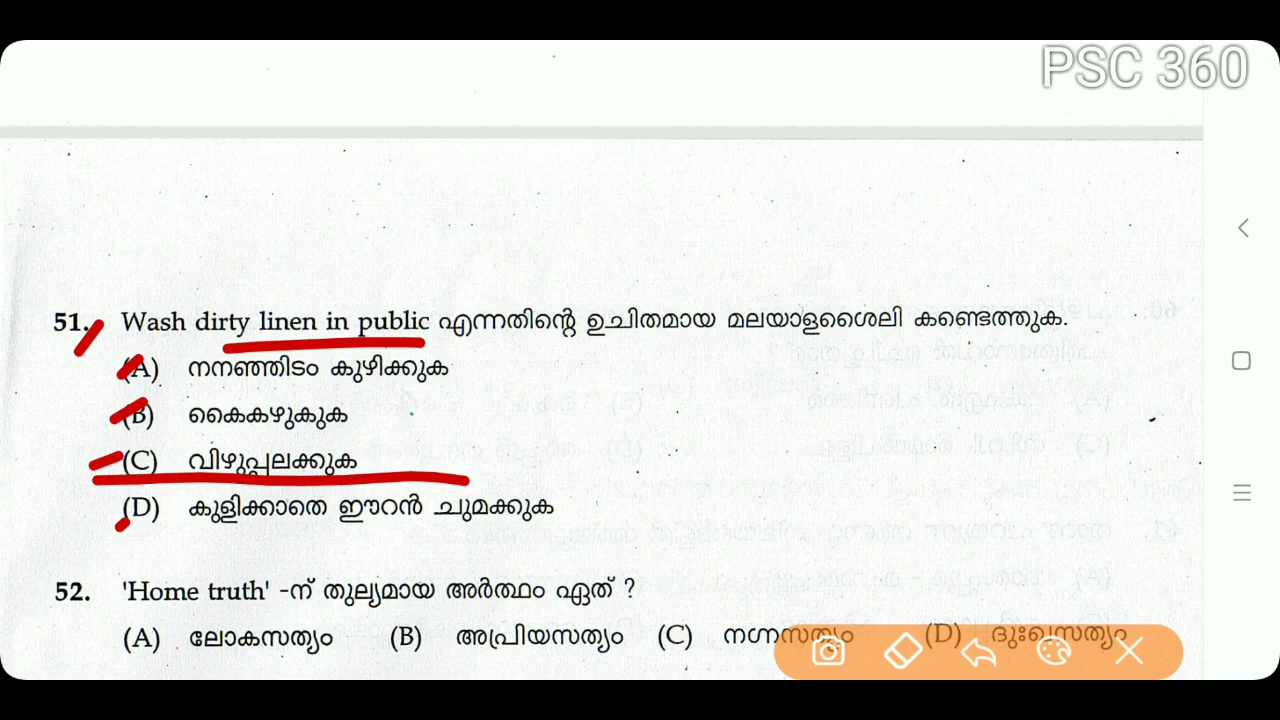 PSC 360
51. Wash dirty linen in public എന്നതിന്റെ ഉചിതമായ മലയാളശൈലി കണ്ടെത്തുക.
(A) നനഞ്ഞിടം കുഴിക്കുക
(B) കൈകഴുകുക
(C) വിഴുപ്പലക്കുക
(D) കുളിക്കാതെ ഈറൻ ചുമക്കുക
52. 'Home truth' -ന് തുല്യമായ അർത്ഥം ഏത് ?
(A) ലോകസത്യം (B) അപ്രിയസത്യം (C) നഗ്നസത്യം (D) ദുഃഖസത്യം